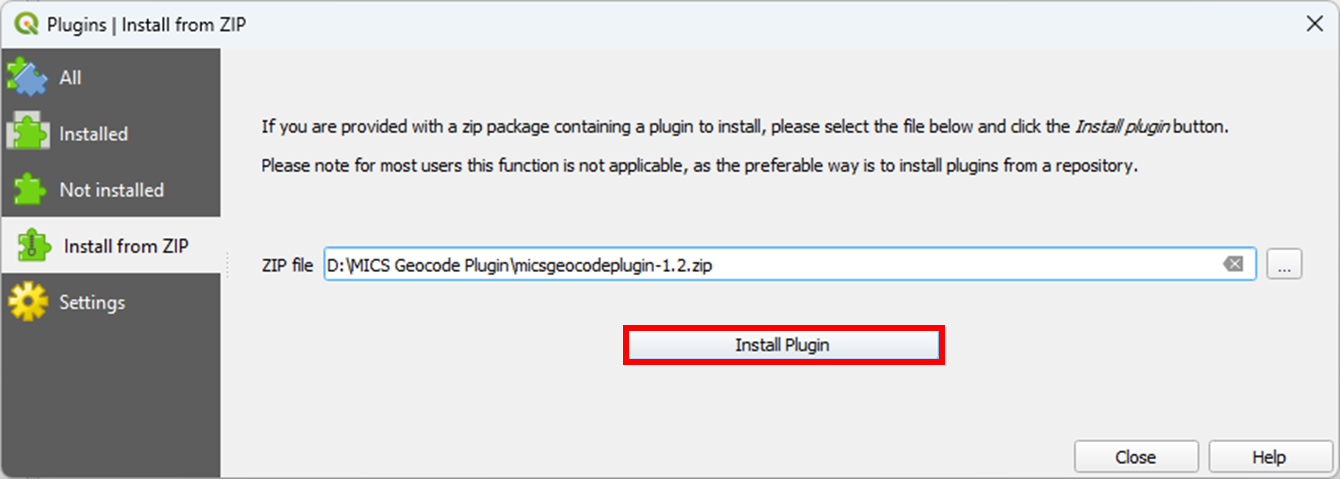 Plugins | Install from ZIP
All
Installed
Not installed
Install from ZIP
Settings
If you are provided with a zip package containing a plugin to install, please select the file below and click the Install plugin button.
Please note for most users this function is not applicable, as the preferable way is to install plugins from a repository.
ZIP file D:\MICS Geocode Plugin\micsgeocodeplugin-1.2.zip ...
Install Plugin
Close Help